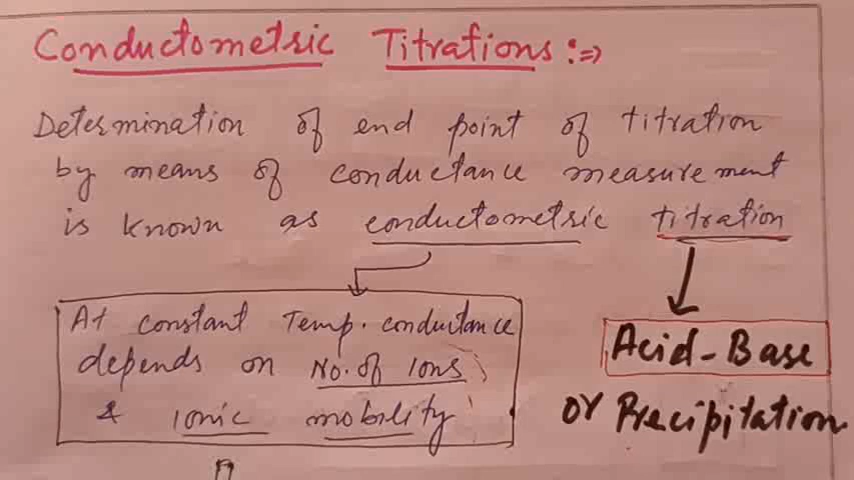 Conductometric Titrations :⇒
Determination of end point of titration
by means of conductance measurement
is known as conductometric titration
At constant Temp. conductance
depends on No. of Ions
& Ionic mobility
Acid-Base
or Precipitation